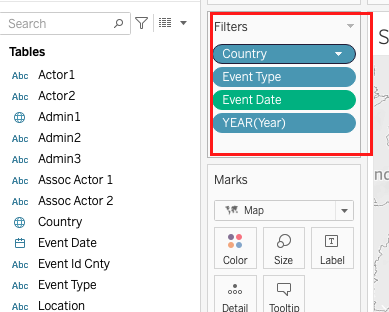 Search
Tables
Abc Actor1
Abc Actor2
Admin1
Abc Admin2
Abc Admin3
Abc Assoc Actor 1
Abc Assoc Actor 2
Country
Event Date
Abc Event Id Cnty
Abc Event Type
Abc Location
Filters
Country
Event Type
Event Date
YEAR(Year)
Marks
Map
Color
Size
T
Label
Detail
Tooltip
S